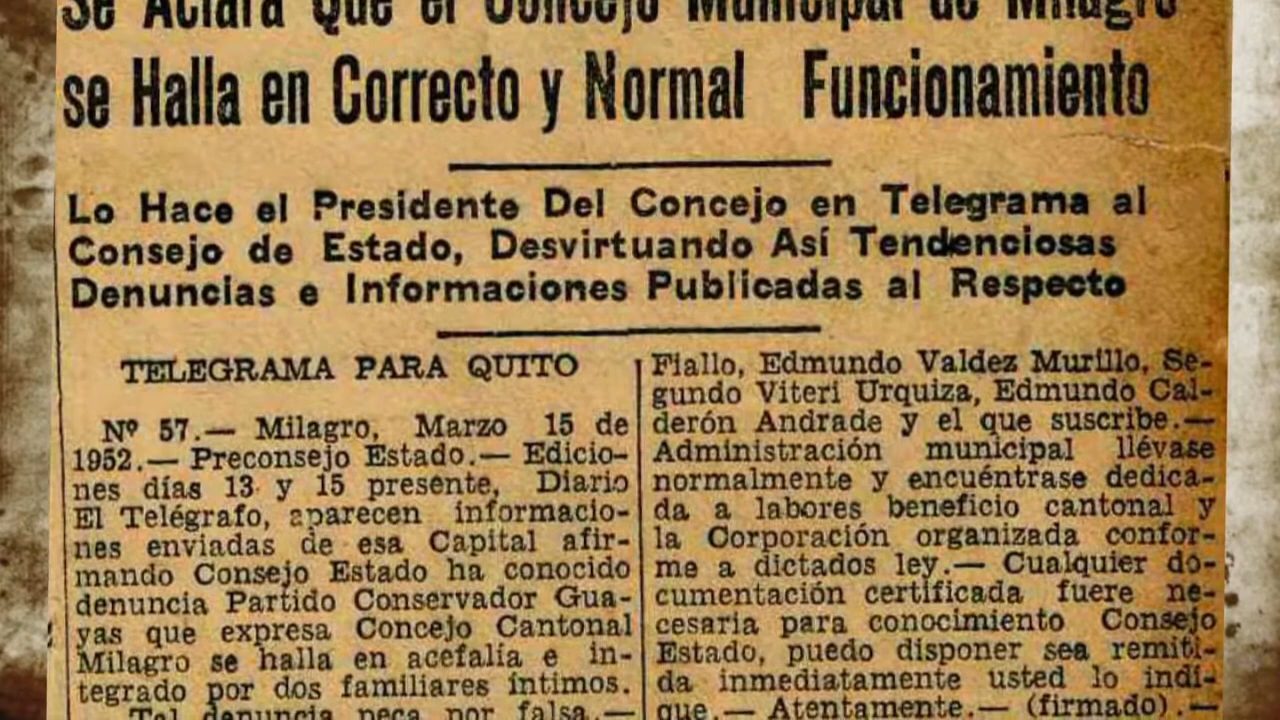 Se Aclara Que el Concejo Municipal de Milagro
se Halla en Correcto y Normal Funcionamiento
Lo Hace el Presidente Del Concejo en Telegrama al
Consejo de Estado, Desvirtuando Así Tendenciosas
Denuncias e Informaciones Publicadas al Respecto
TELEGRAMA PARA QUITO
Nº 57.— Milagro, Marzo 15 de
1952.— Preconsejo Estado.— Edicio-
nes días 13 y 15 presente, Diario
El Telégrafo, aparecen informacio-
nes enviadas de esa Capital afir-
mando Consejo Estado ha conocido
denuncia Partido Conservador Gua-
yas que expresa Concejo Cantonal
Milagro se halla en acefalía e in-
tegrado por dos familiares íntimos.
Tal denuncia peca por falsa.—
Fiallo, Edmundo Valdez Murillo, Se-
gundo Viteri Urquiza, Edmundo Cal-
derón Andrade y el que suscribe.—
Administración municipal llévase
normalmente y encuéntrase dedica-
da a labores beneficio cantonal y
la Corporación organizada confor-
me a dictados ley.— Cualquier do-
cumentación certificada fuere ne-
cesaria para conocimiento Consejo
Estado, puedo disponer sea remiti-
da inmediatamente usted lo indi-
que.— Atentamente.— (firmado).—